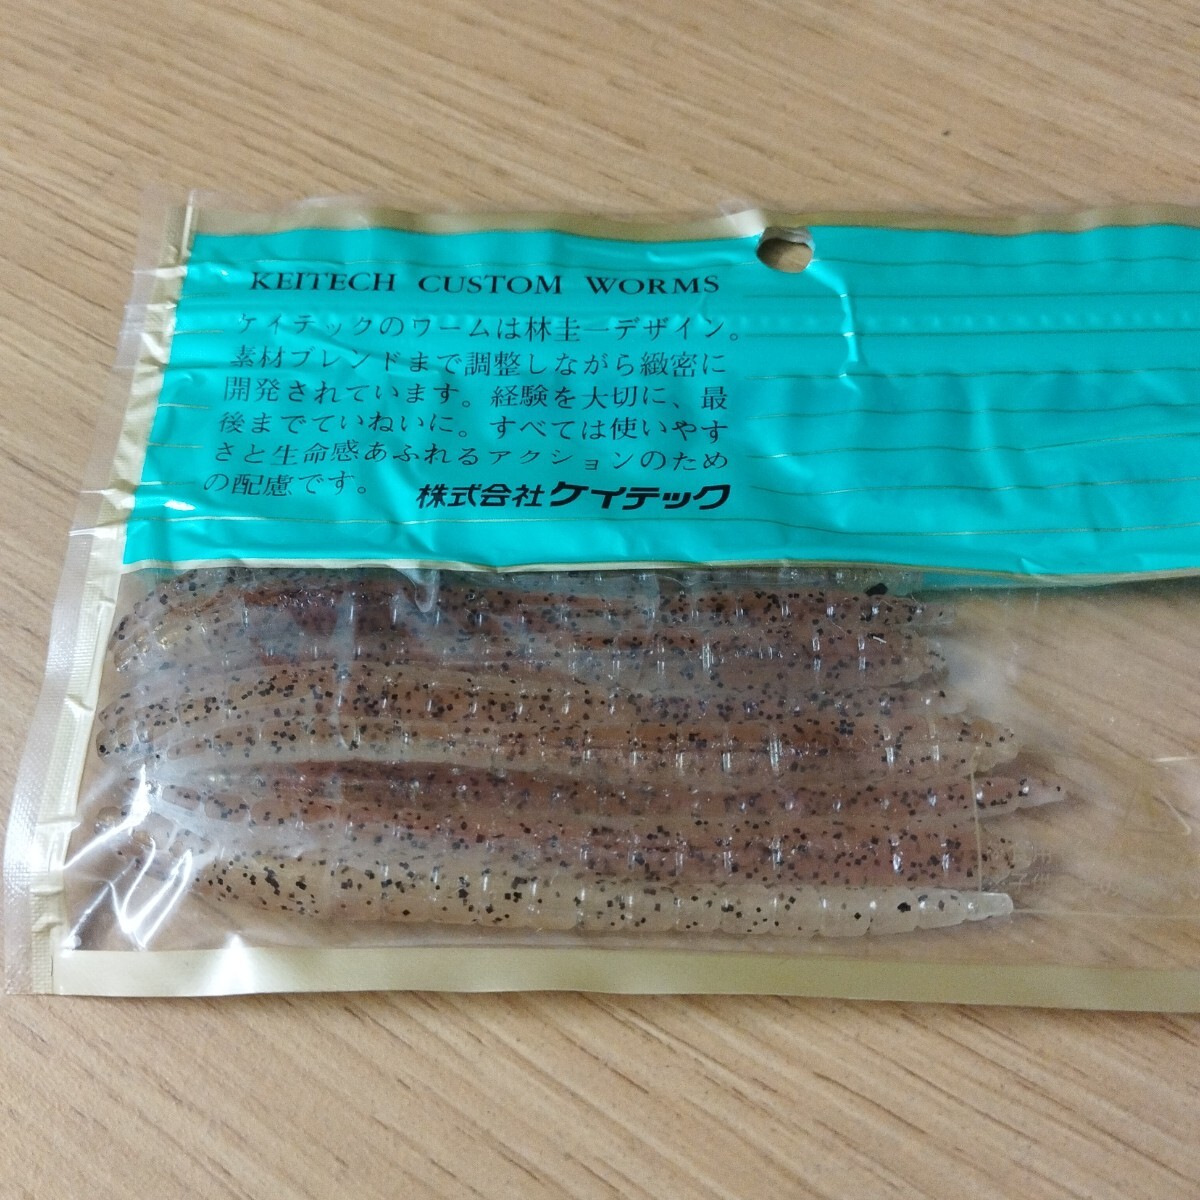 KEITECH CUSTOM WORMS
ケイテックのワームは林圭一デザイン。
素材ブレンドまで調整しながら緻密に
開発されています。経験を大切に、最
後までていねいに。すべては使いやす
さと生命感あふれるアクションのため
の配慮です。 株式会社ケイテック